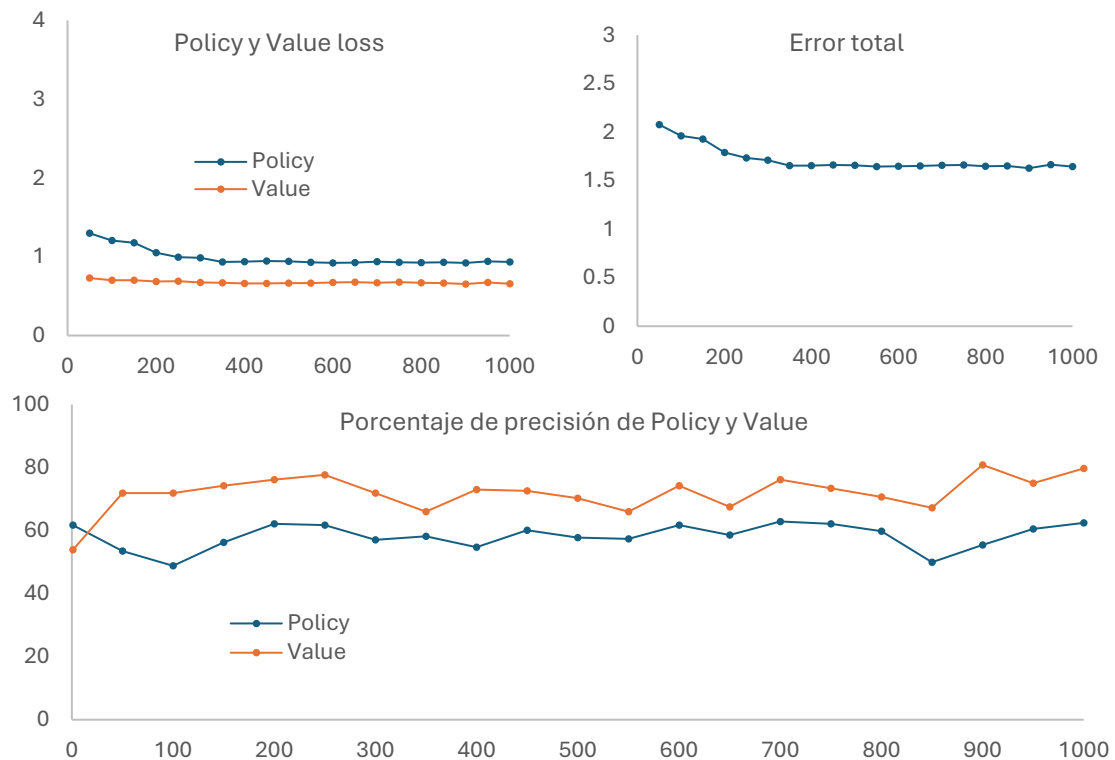 Policy y Value loss
4
3
2
1
0
Policy
Value
0 200 400 600 800 1000
Error total
3
2.5
2
1.5
1
0.5
0
0 200 400 600 800 1000
Porcentaje de precisión de Policy y Value
100
80
60
40
20
0
Policy
Value
0 100 200 300 400 500 600 700 800 900 1000